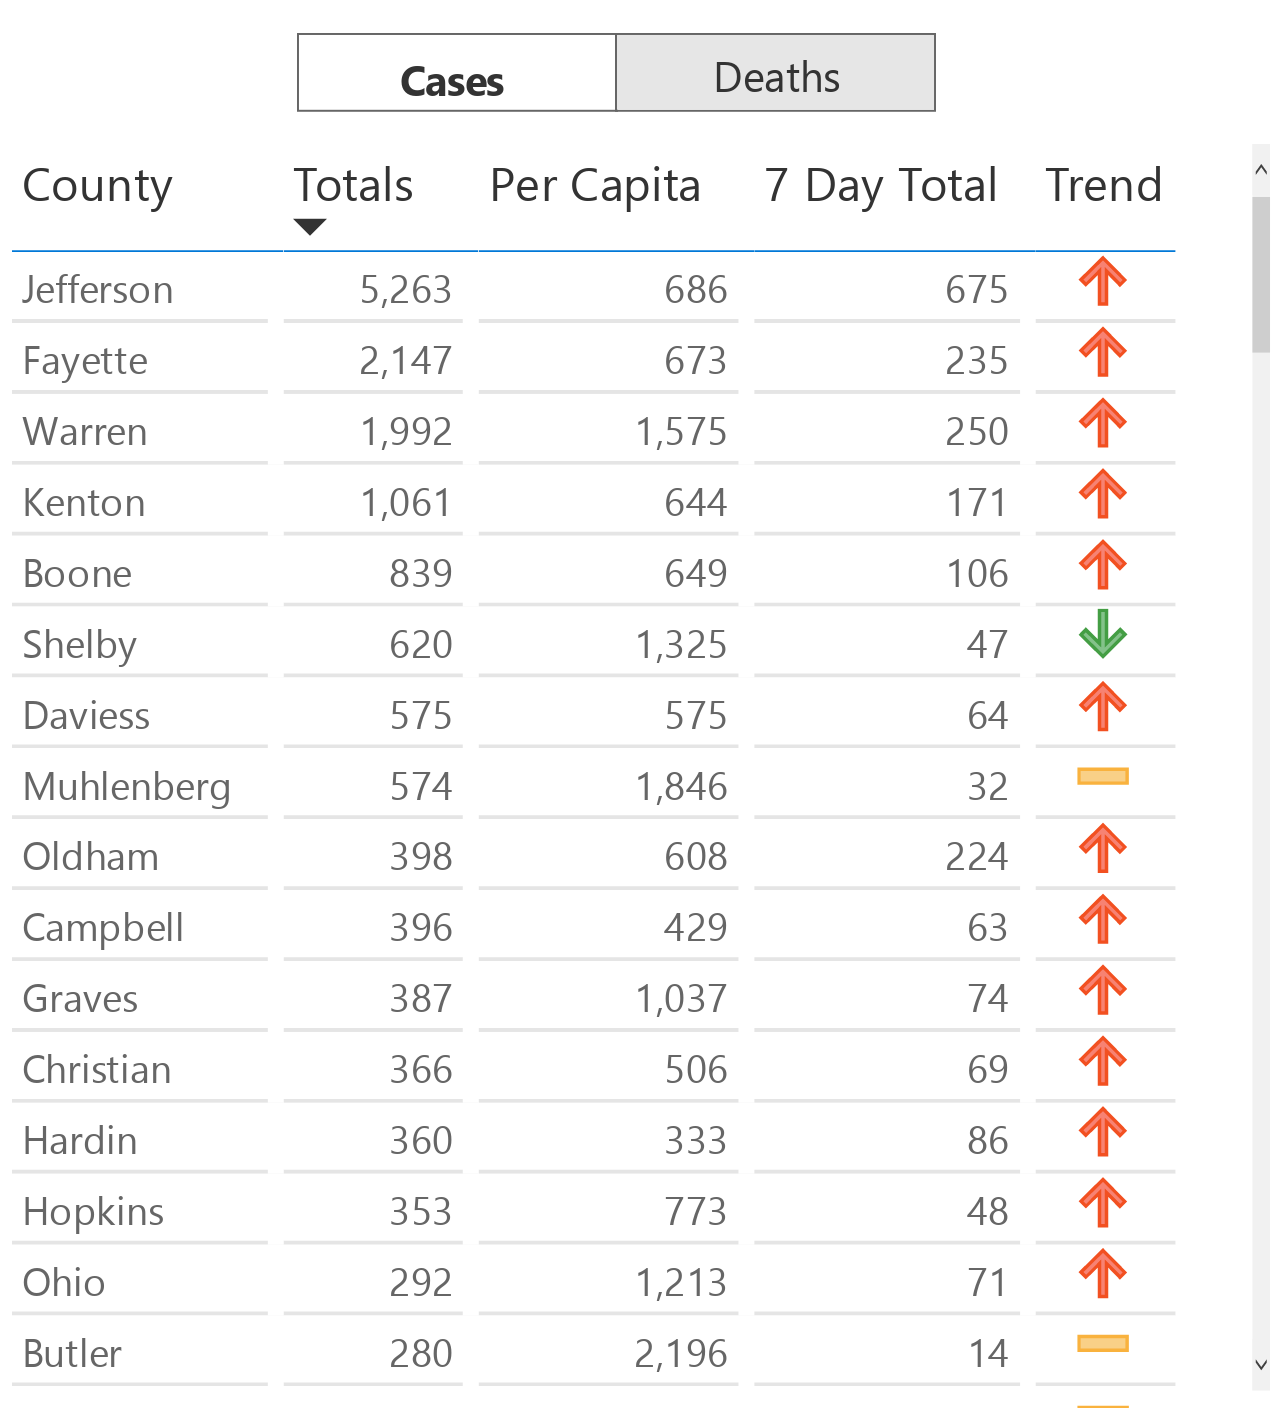 Cases Deaths
County Totals Per Capita 7 Day Total Trend
Jefferson 5,263 686 675
Fayette 2,147 673 235
Warren 1,992 1,575 250
Kenton 1,061 644 171
Boone 839 649 106
Shelby 620 1,325 47
Daviess 575 575 64
Muhlenberg 574 1,846 32
Oldham 398 608 224
Campbell 396 429 63
Graves 387 1,037 74
Christian 366 506 69
Hardin 360 333 86
Hopkins 353 773 48
Ohio 292 1,213 71
Butler 280 2,196 14